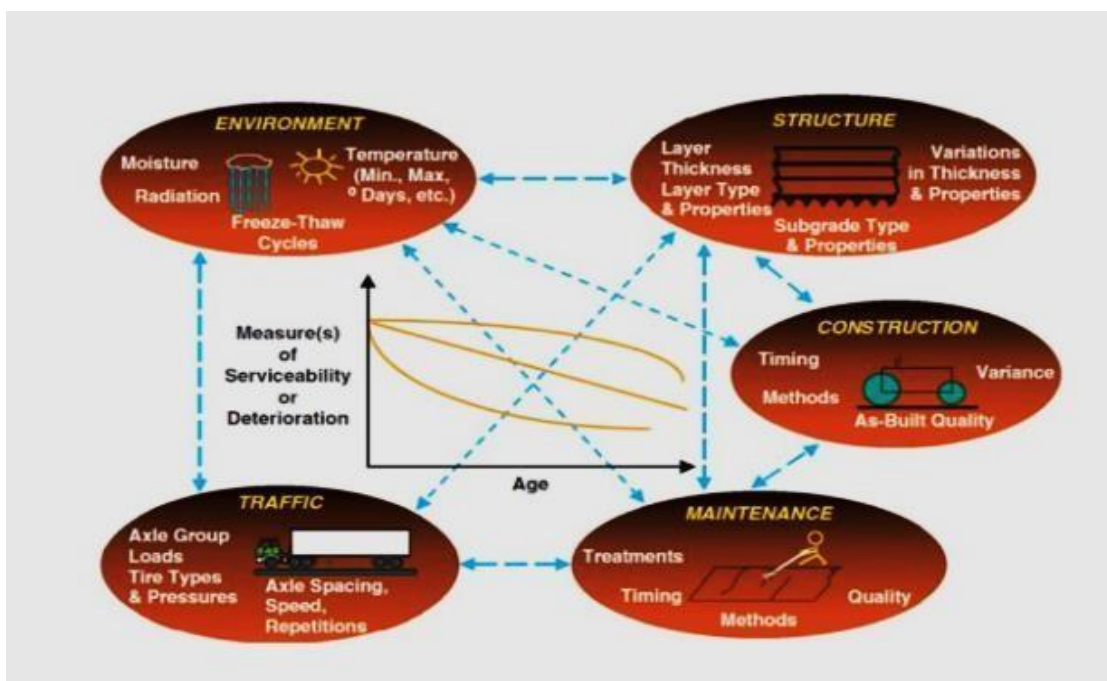 ENVIRONMENT
Moisture
Radiation
Temperature
(Min., Max,
° Days, etc.)
Freeze-Thaw
Cycles
STRUCTURE
Layer
Thickness
Layer Type
& Properties
Variations
in Thickness
& Properties
Subgrade Type
& Properties
Measure(s)
of
Serviceability
or
Deterioration
Age
CONSTRUCTION
Timing
Methods
Variance
As-Built Quality
TRAFFIC
Axle Group
Loads
Tire Types
& Pressures
Axle Spacing,
Speed,
Repetitions
MAINTENANCE
Treatments
Timing
Quality
Methods